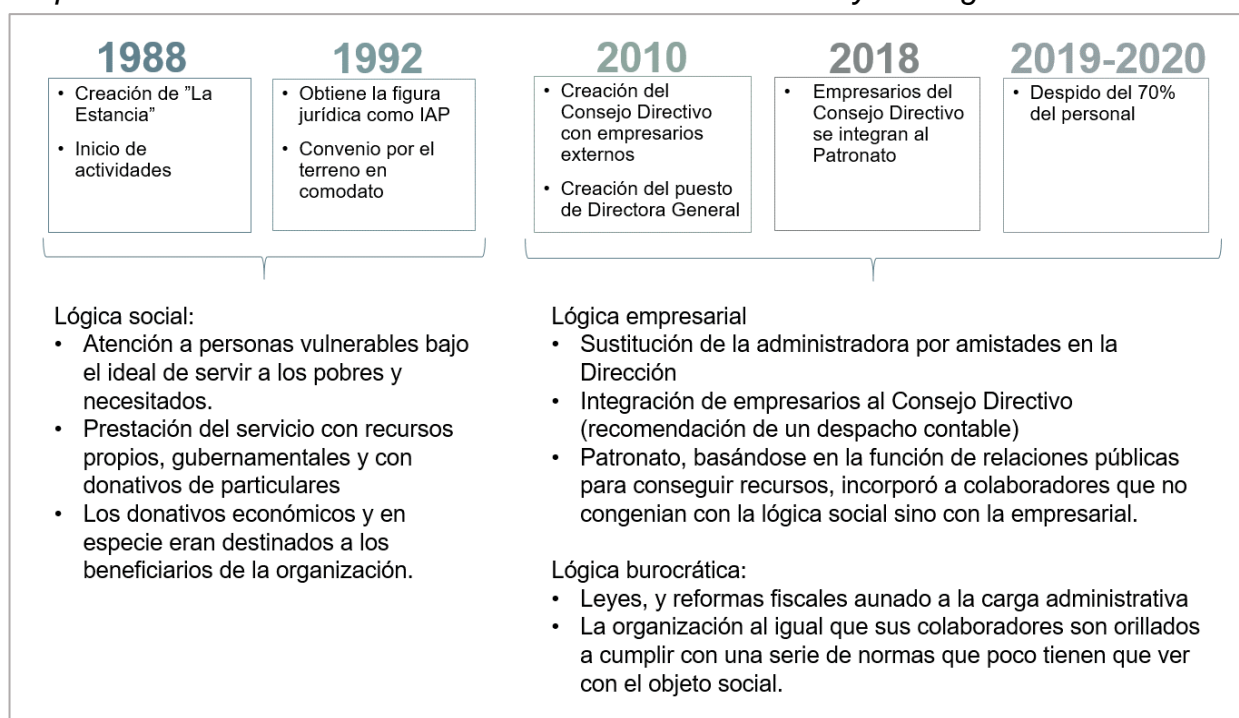 1988
• Creación de ”La
Estancia”
• Inicio de
actividades
1992
• Obtiene la figura
jurídica como IAP
• Convenio por el
terreno en
comodato
2010
• Creación del
Consejo Directivo
con empresarios
externos
• Creación del puesto
de Directora General
2018
• Empresarios del
Consejo Directivo
se integran al
Patronato
2019-2020
• Despido del 70%
del personal
Lógica social:
• Atención a personas vulnerables bajo
el ideal de servir a los pobres y
necesitados.
• Prestación del servicio con recursos
propios, gubernamentales y con
donativos de particulares
• Los donativos económicos y en
especie eran destinados a los
beneficiarios de la organización.
Lógica empresarial
• Sustitución de la administradora por amistades en la
Dirección
• Integración de empresarios al Consejo Directivo
(recomendación de un despacho contable)
• Patronato, basándose en la función de relaciones públicas
para conseguir recursos, incorporó a colaboradores que no
congenian con la lógica social sino con la empresarial.
Lógica burocrática:
• Leyes, y reformas fiscales aunado a la carga administrativa
• La organización al igual que sus colaboradores son orillados
a cumplir con una serie de normas que poco tienen que ver
con el objeto social.